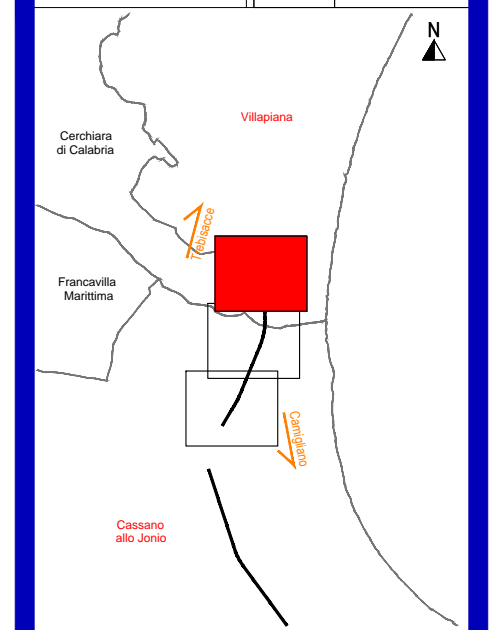 N
Villapiana
Cerchiara
di Calabria
Trebisacce
Francavilla
Marittima
Camigliano
Cassano
allo Jonio